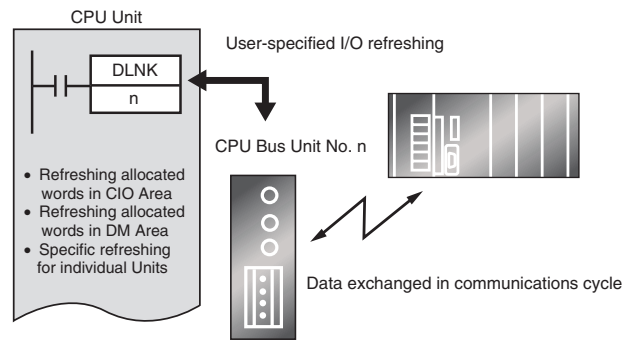 CPU Unit
User-specified I/O refreshing
DLNK
n
CPU Bus Unit No. n
• Refreshing allocated
words in CIO Area
• Refreshing allocated
words in DM Area
• Specific refreshing
for individual Units
Data exchanged in communications cycle